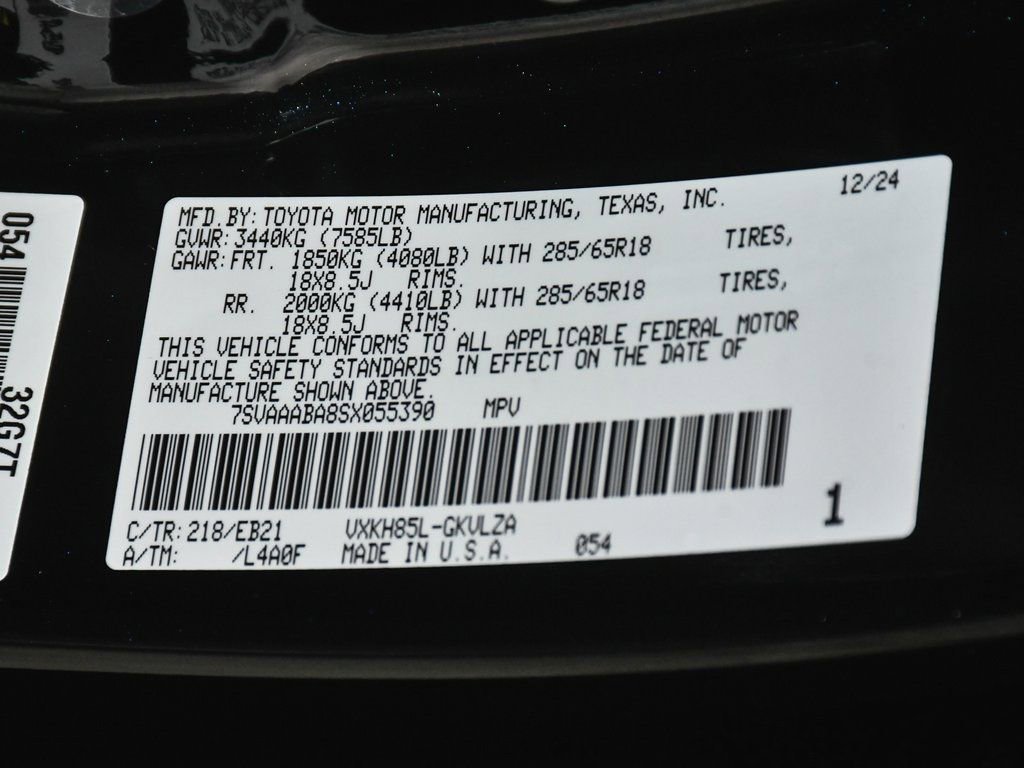 MFD.BY: TOYOTA MOTOR MANUFACTURING, TEXAS, INC. 12/24
GVWR: 3440KG (7585LB)
GAWR: FRT. 1850KG (4080LB) WITH 285/65R18 TIRES,
18X8.5J RIMS.
RR. 2000KG (4410LB) WITH 285/65R18 TIRES,
18X8.5J RIMS.
THIS VEHICLE CONFORMS TO ALL APPLICABLE FEDERAL MOTOR
VEHICLE SAFETY STANDARDS IN EFFECT ON THE DATE OF
MANUFACTURE SHOWN ABOVE.
7SVAAABA8SX055390 MPV
1
C/TR: 218/EB21 VXKH85L-GKVLZA
A/TM: /L4A0F MADE IN U.S.A. 054
054 32G7T